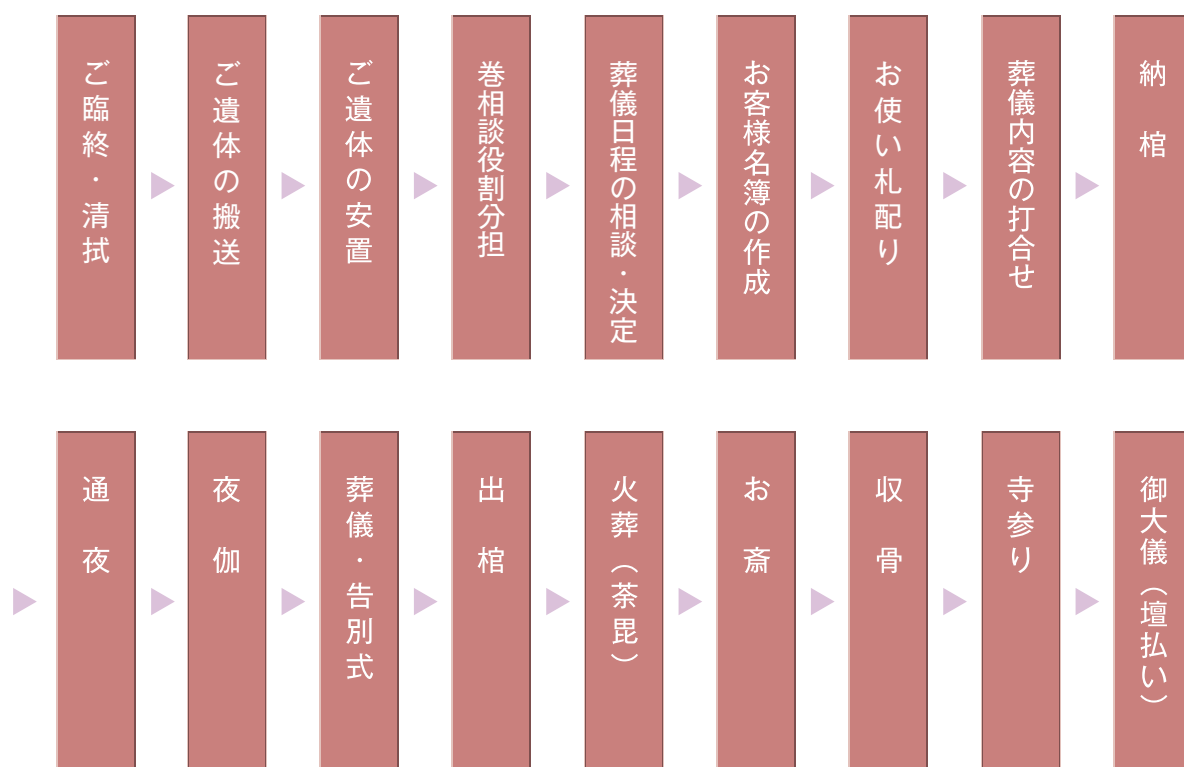 ご臨終・清拭
ご遺体の搬送
ご遺体の安置
巻相談役割分担
葬儀日程の相談・決定
お客様名簿の作成
お使い札配り
葬儀内容の打合せ
納棺
通夜
夜伽
葬儀・告別式
出棺
火葬（荼毘）
お斎
収骨
寺参り
御大儀（壇払い）